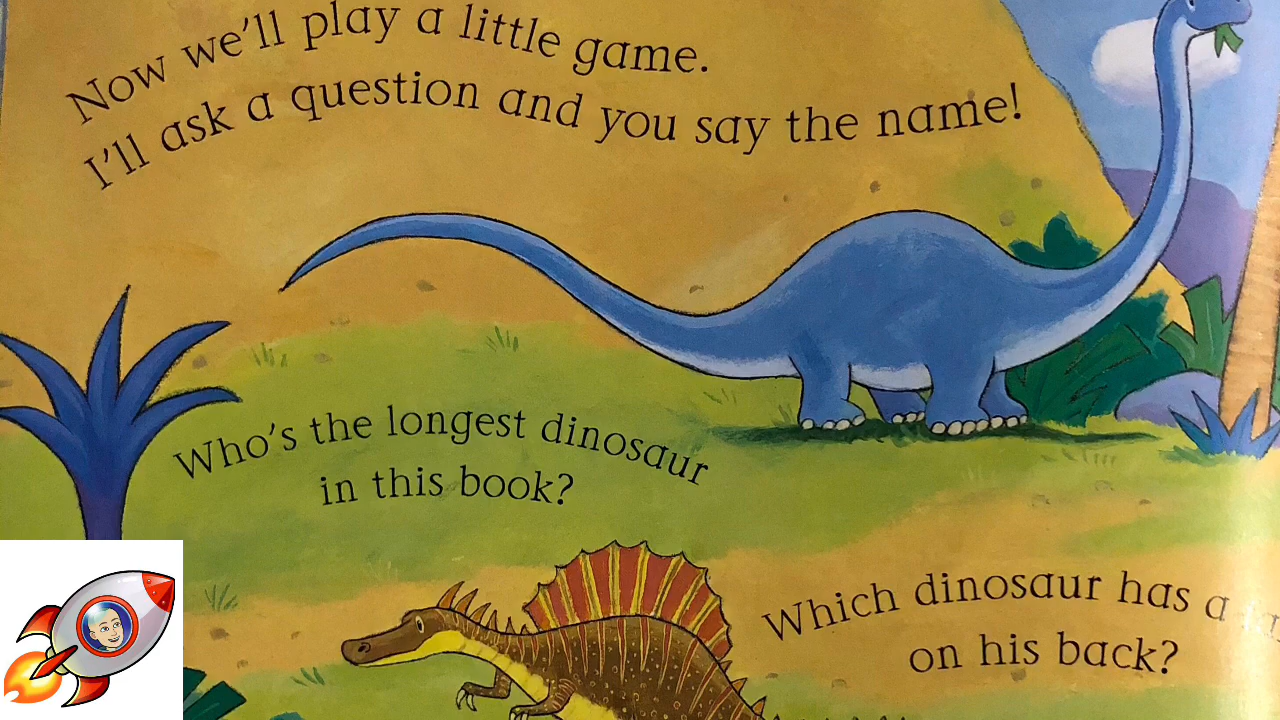 Now we'll play a little game.
I'll ask a question and you say the name!
Who's the longest dinosaur
in this book?
Which dinosaur has a
on his back?